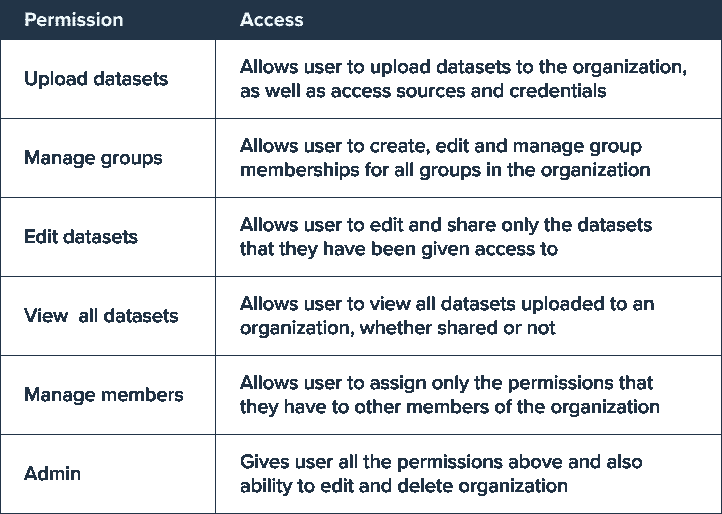 Permission Access
Upload datasets
Allows user to upload datasets to the organization,
as well as access sources and credentials
Manage groups
Allows user to create, edit and manage group
memberships for all groups in the organization
Edit datasets
Allows user to edit and share only the datasets
that they have been given access to
View all datasets
Allows user to view all datasets uploaded to an
organization, whether shared or not
Manage members
Allows user to assign only the permissions that
they have to other members of the organization
Admin
Gives user all the permissions above and also
ability to edit and delete organization